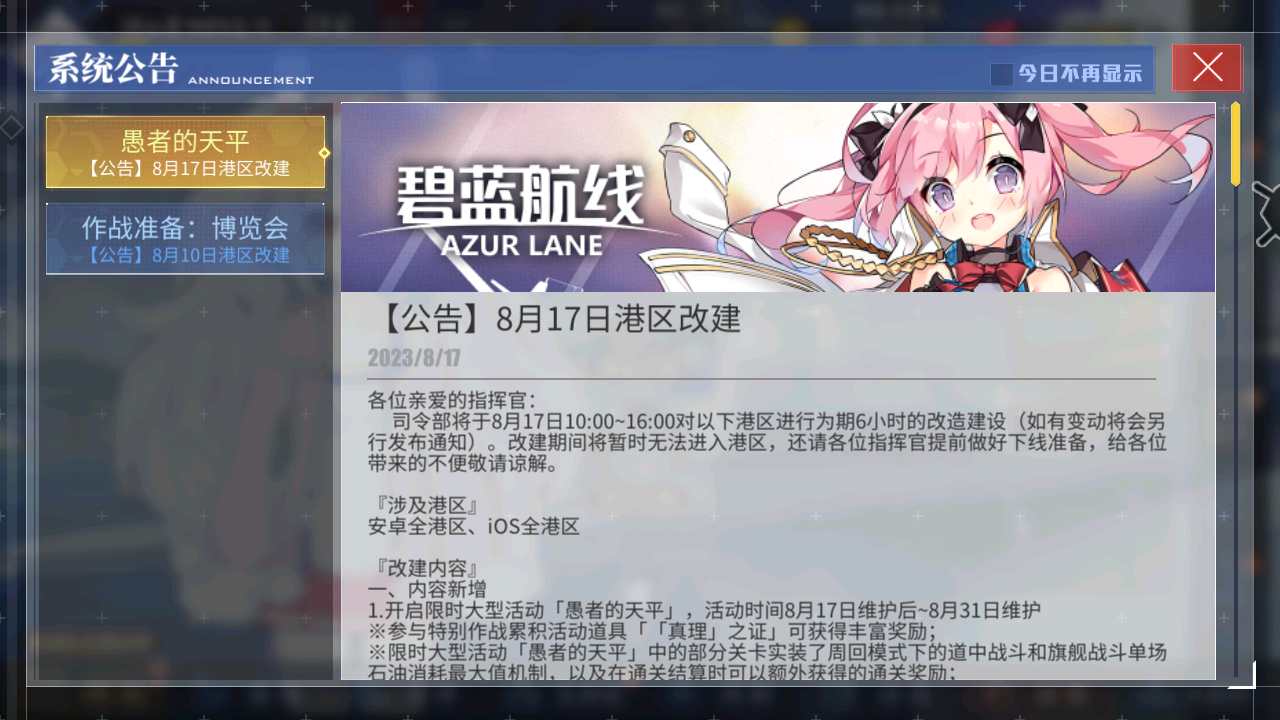 系统公告 ANNOUNCEMENT
今日不再显示
愚者的天平
【公告】8月17日港区改建
作战准备：博览会
【公告】8月10日港区改建
碧蓝航线
AZUR LANE
【公告】8月17日港区改建
2023/8/17
各位亲爱的指挥官：
司令部将于8月17日10:00~16:00对以下港区进行为期6小时的改造建设（如有变动将会另
行发布通知）。改建期间将暂时无法进入港区，还请各位指挥官提前做好下线准备，给各位
带来的不便敬请谅解。
『涉及港区』
安卓全港区、iOS全港区
『改建内容』
一、内容新增
1.开启限时大型活动「愚者的天平」，活动时间8月17日维护后~8月31日维护
※参与特别作战累积活动道具「「真理」之证」可获得丰富奖励；
※限时大型活动「愚者的天平」中的部分关卡实装了周回模式下的道中战斗和旗舰战斗单场
石油消耗最大值机制，以及在通关结算时可以额外获得的通关奖励；